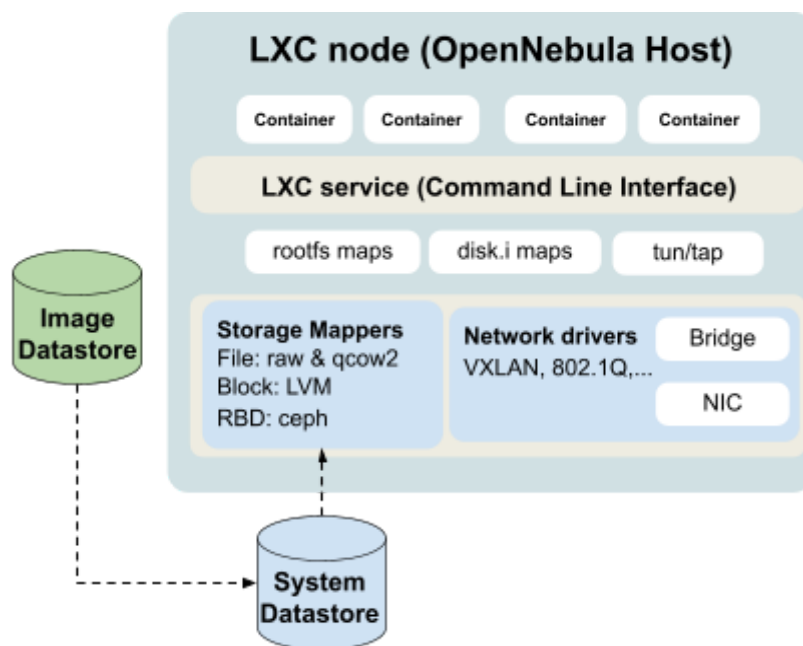 LXC node (OpenNebula Host)
Container
Container
Container
Container
LXC service (Command Line Interface)
rootfs maps
disk.i maps
tun/tap
Image
Datastore
Storage Mappers
File: raw & qcow2
Block: LVM
RBD: ceph
Network drivers
VXLAN, 802.1Q,...
Bridge
NIC
System
Datastore